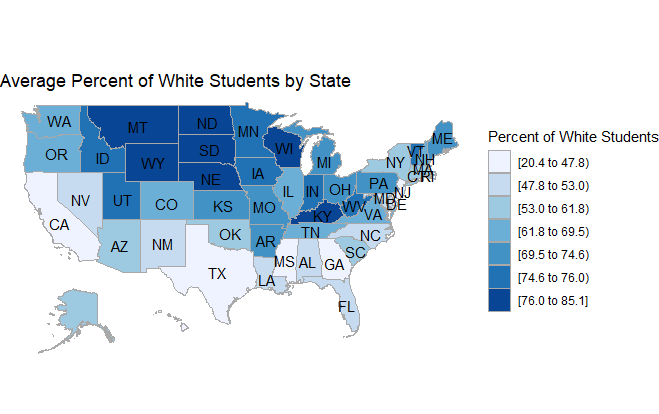 Average Percent of White Students by State
WA
MT
ND
MN
ME
VT
NH
OR
ID
SD
WI
MI
NY
MA
CT
RI
WY
NE
IA
PA
NJ
NV
UT
CO
KS
IL
IN
OH
MD
DE
MO
WV
VA
CA
KY
NC
TN
AZ
NM
OK
AR
SC
TX
MS
AL
GA
LA
FL
Percent of White Students
[20.4 to 47.8)
[47.8 to 53.0)
[53.0 to 61.8)
[61.8 to 69.5)
[69.5 to 74.6)
[74.6 to 76.0)
[76.0 to 85.1]